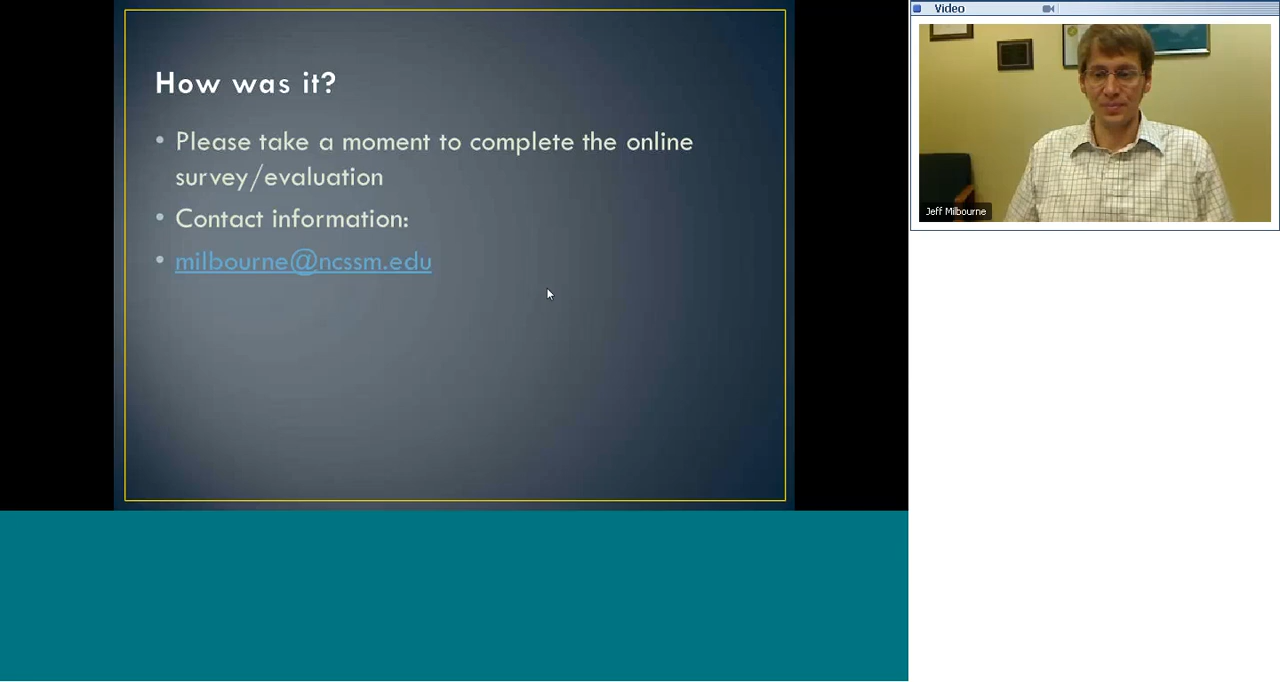 How was it?
• Please take a moment to complete the online
survey/evaluation
• Contact information:
• milbourne@ncssm.edu
Video
Jeff Milbourne